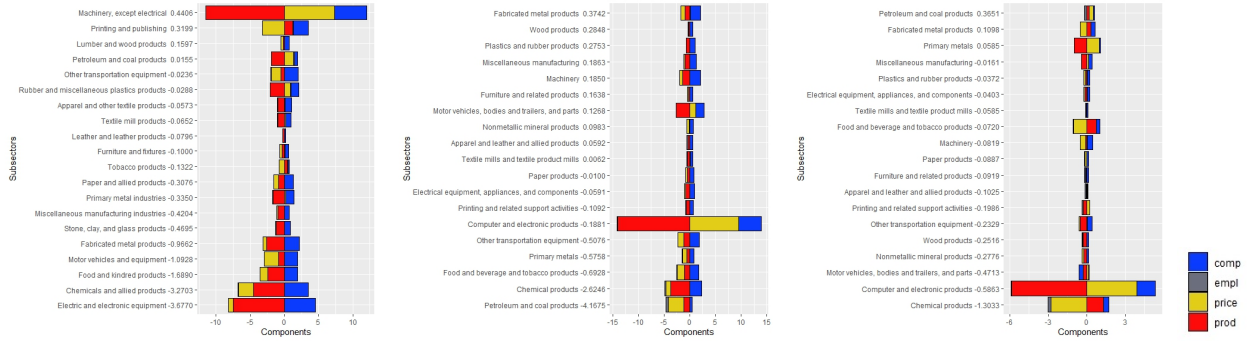 Machinery, except electrical 0.4406
Printing and publishing 0.3199
Lumber and wood products 0.1597
Petroleum and coal products 0.0155
Other transportation equipment -0.0236
Rubber and miscellaneous plastics products -0.0288
Apparel and other textile products -0.0573
Textile mill products -0.0652
Leather and leather products -0.0796
Furniture and fixtures -0.1000
Tobacco products -0.1322
Paper and allied products -0.3076
Primary metal industries -0.3350
Miscellaneous manufacturing industries -0.4204
Stone, clay, and glass products -0.4695
Fabricated metal products -0.9662
Motor vehicles and equipment -1.0928
Food and kindred products -1.6890
Chemicals and allied products -3.2703
Electric and electronic equipment -3.6770
Subsectors
-10 -5 0 5 10
Components
Fabricated metal products 0.3742
Wood products 0.2848
Plastics and rubber products 0.2753
Miscellaneous manufacturing 0.1863
Machinery 0.1850
Furniture and related products 0.1638
Motor vehicles, bodies and trailers, and parts 0.1268
Nonmetallic mineral products 0.0983
Apparel and leather and allied products 0.0592
Textile mills and textile product mills 0.0062
Paper products -0.0100
Electrical equipment, appliances, and components -0.0591
Printing and related support activities -0.1092
Computer and electronic products -0.1881
Other transportation equipment -0.5076
Primary metals -0.5758
Food and beverage and tobacco products -0.6928
Chemical products -2.6246
Petroleum and coal products -4.1675
Subsectors
-15 -10 -5 0 5 10 15
Components
Petroleum and coal products 0.3651
Fabricated metal products 0.1098
Primary metals 0.0585
Miscellaneous manufacturing -0.0161
Plastics and rubber products -0.0372
Electrical equipment, appliances, and components -0.0403
Textile mills and textile product mills -0.0585
Food and beverage and tobacco products -0.0720
Machinery -0.0819
Paper products -0.0887
Furniture and related products -0.0919
Apparel and leather and allied products -0.1025
Printing and related support activities -0.1986
Other transportation equipment -0.2329
Wood products -0.2516
Nonmetallic mineral products -0.2776
Motor vehicles, bodies and trailers, and parts -0.4713
Computer and electronic products -0.5863
Chemical products -1.3033
Subsectors
-6 -3 0 3
Components
comp
empl
price
prod